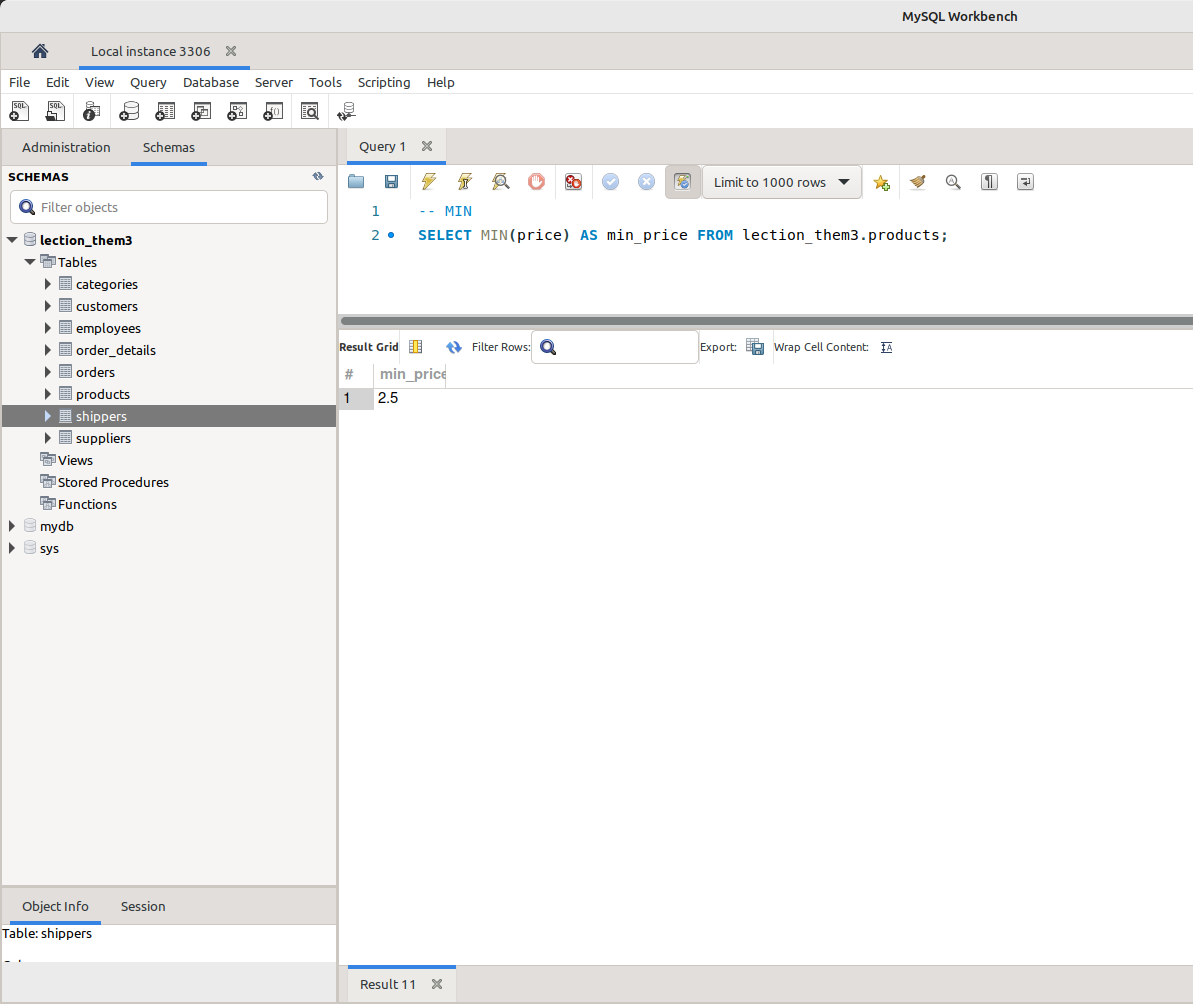 MySQL Workbench
Local instance 3306
File Edit View Query Database Server Tools Scripting Help
Administration Schemas
SCHEMAS
Filter objects
lection_them3
Tables
categories
customers
employees
order_details
orders
products
shippers
suppliers
Views
Stored Procedures
Functions
mydb
sys
Object Info Session
Table: shippers
Query 1
Limit to 1000 rows
1 -- MIN
2 SELECT MIN(price) AS min_price FROM lection_them3.products;
Result Grid Filter Rows: Export: Wrap Cell Content:
# min_price
1 2.5
Result 11